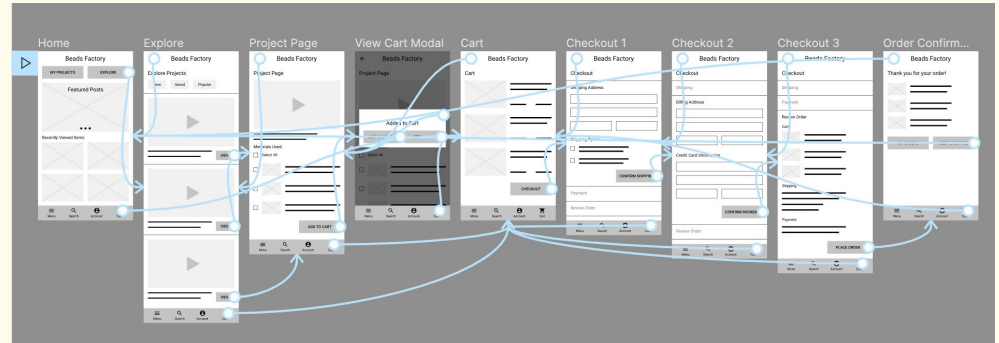 Home
Beads Factory
MY PROJECTS EXPLORE
Featured Posts
Recently Viewed Items
Menu Search Account
Explore
Beads Factory
Explore Projects
Saved Popular
VIEW
VIEW
VIEW
Menu Search Account
Project Page
Beads Factory
Project Page
Materials Used
Select All
ADD TO CART
Menu Search Account
View Cart Modal
Beads Factory
Project Page
Added to Cart
Select All
Menu Search Account
Cart
Beads Factory
Cart
CHECKOUT
Menu Search Account Cart
Checkout 1
Beads Factory
Checkout
Shipping Address
Shipping Option
CONFIRM SHIPPING
Payment
Review Order
Menu Search Account
Checkout 2
Beads Factory
Checkout
Shipping
Billing Address
Credit Card Information
CONFIRM PAYMENT
Review Order
Menu Search Account
Checkout 3
Beads Factory
Checkout
Shipping
Payment
Review Order
Cart
Shipping
Payment
PLACE ORDER
Menu Search Account
Order Confirm...
Beads Factory
Thank you for your order!
Menu Search Account